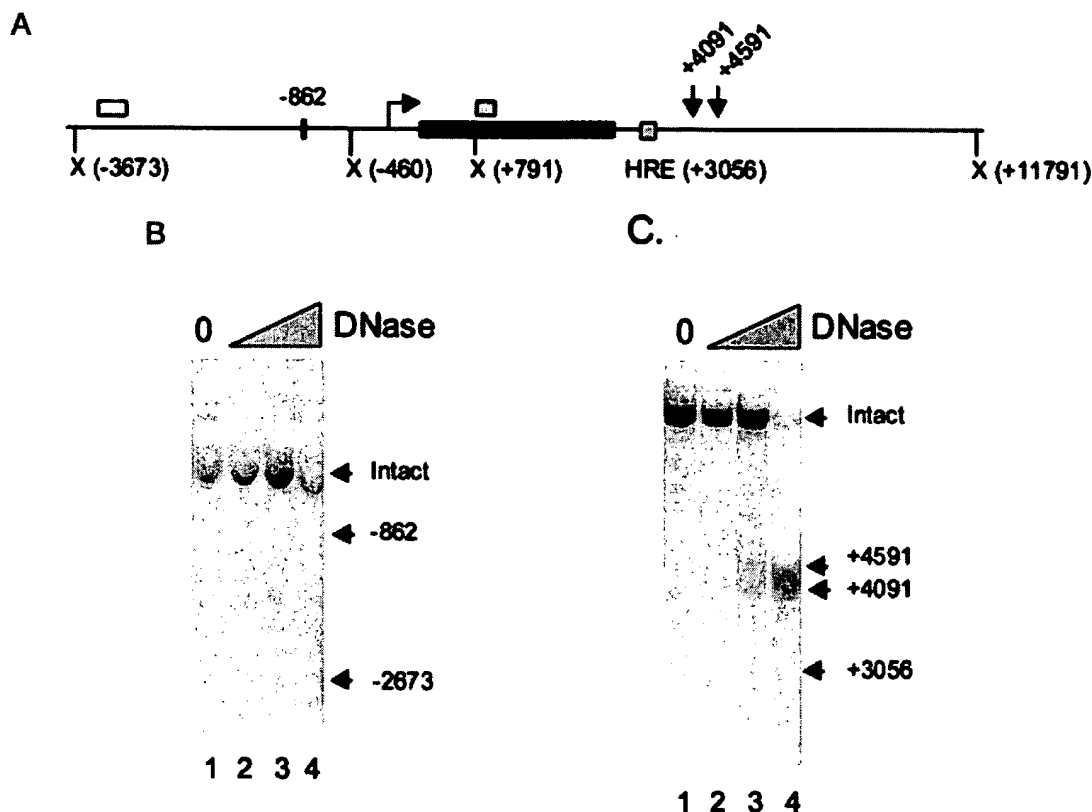 A
+4091
+4591
-862
X (-3673)
X (-460)
X (+791)
HRE (+3056)
X (+11791)
B
0
DNase
Intact
-862
-2673
1 2 3 4
C.
0
DNase
Intact
+4591
+4091
+3056
1 2 3 4